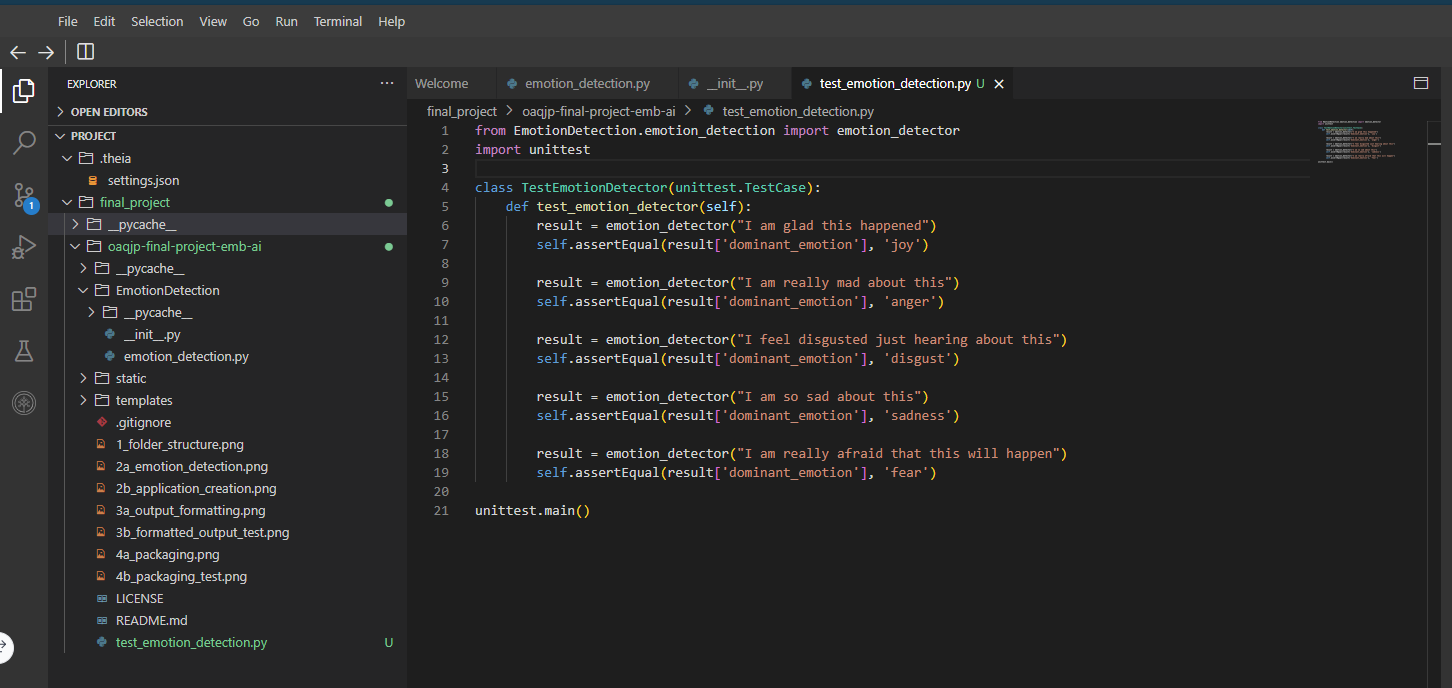 File Edit Selection View Go Run Terminal Help
EXPLORER ...
OPEN EDITORS
PROJECT
.theia
settings.json
final_project
__pycache__
oaqjp-final-project-emb-ai
__pycache__
EmotionDetection
__pycache__
__init__.py
emotion_detection.py
static
templates
.gitignore
1_folder_structure.png
2a_emotion_detection.png
2b_application_creation.png
3a_output_formatting.png
3b_formatted_output_test.png
4a_packaging.png
4b_packaging_test.png
LICENSE
README.md
test_emotion_detection.py U
1
Welcome emotion_detection.py __init__.py test_emotion_detection.py U
final_project > oaqjp-final-project-emb-ai > test_emotion_detection.py
1 from EmotionDetection.emotion_detection import emotion_detector
2 import unittest
3
4 class TestEmotionDetector(unittest.TestCase):
5 def test_emotion_detector(self):
6 result = emotion_detector("I am glad this happened")
7 self.assertEqual(result['dominant_emotion'], 'joy')
8
9 result = emotion_detector("I am really mad about this")
10 self.assertEqual(result['dominant_emotion'], 'anger')
11
12 result = emotion_detector("I feel disgusted just hearing about this")
13 self.assertEqual(result['dominant_emotion'], 'disgust')
14
15 result = emotion_detector("I am so sad about this")
16 self.assertEqual(result['dominant_emotion'], 'sadness')
17
18 result = emotion_detector("I am really afraid that this will happen")
19 self.assertEqual(result['dominant_emotion'], 'fear')
20
21 unittest.main()